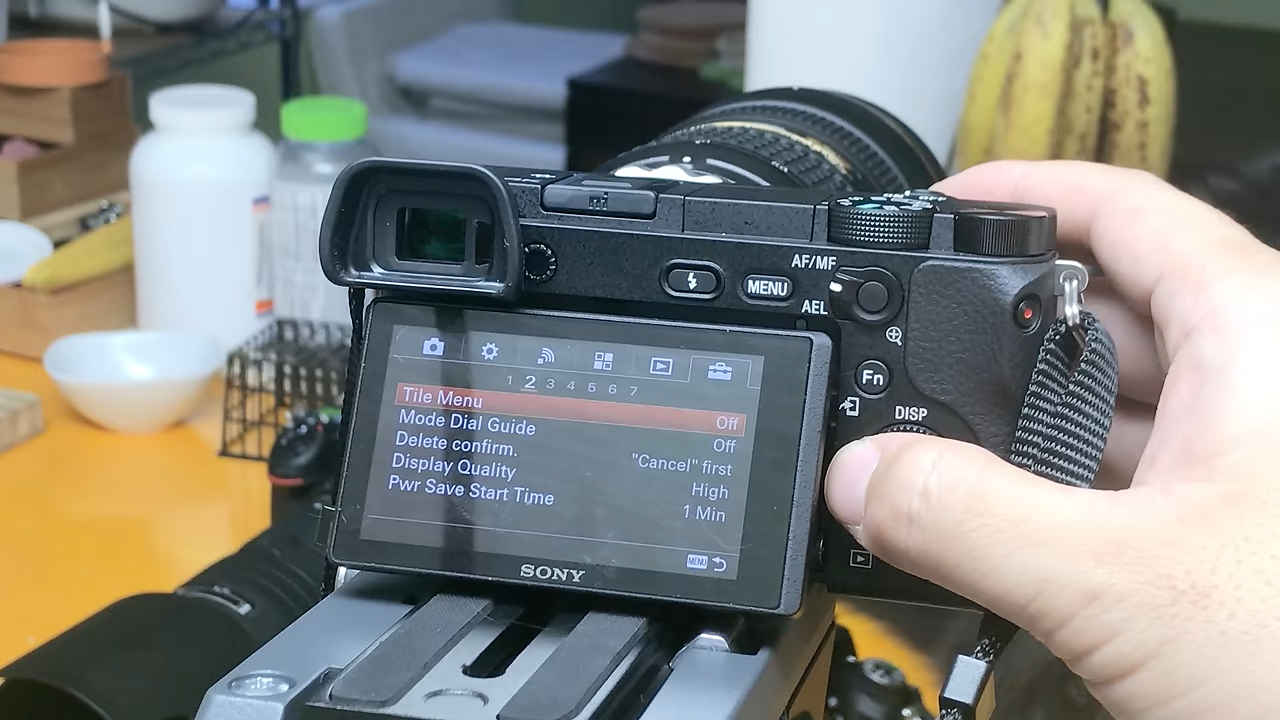 AF/MF
MENU
AEL
Fn
DISP
1 2 3 4 5 6 7
Tile Menu Off
Mode Dial Guide Off
Delete confirm. "Cancel" first
Display Quality High
Pwr Save Start Time 1 Min
MENU
SONY